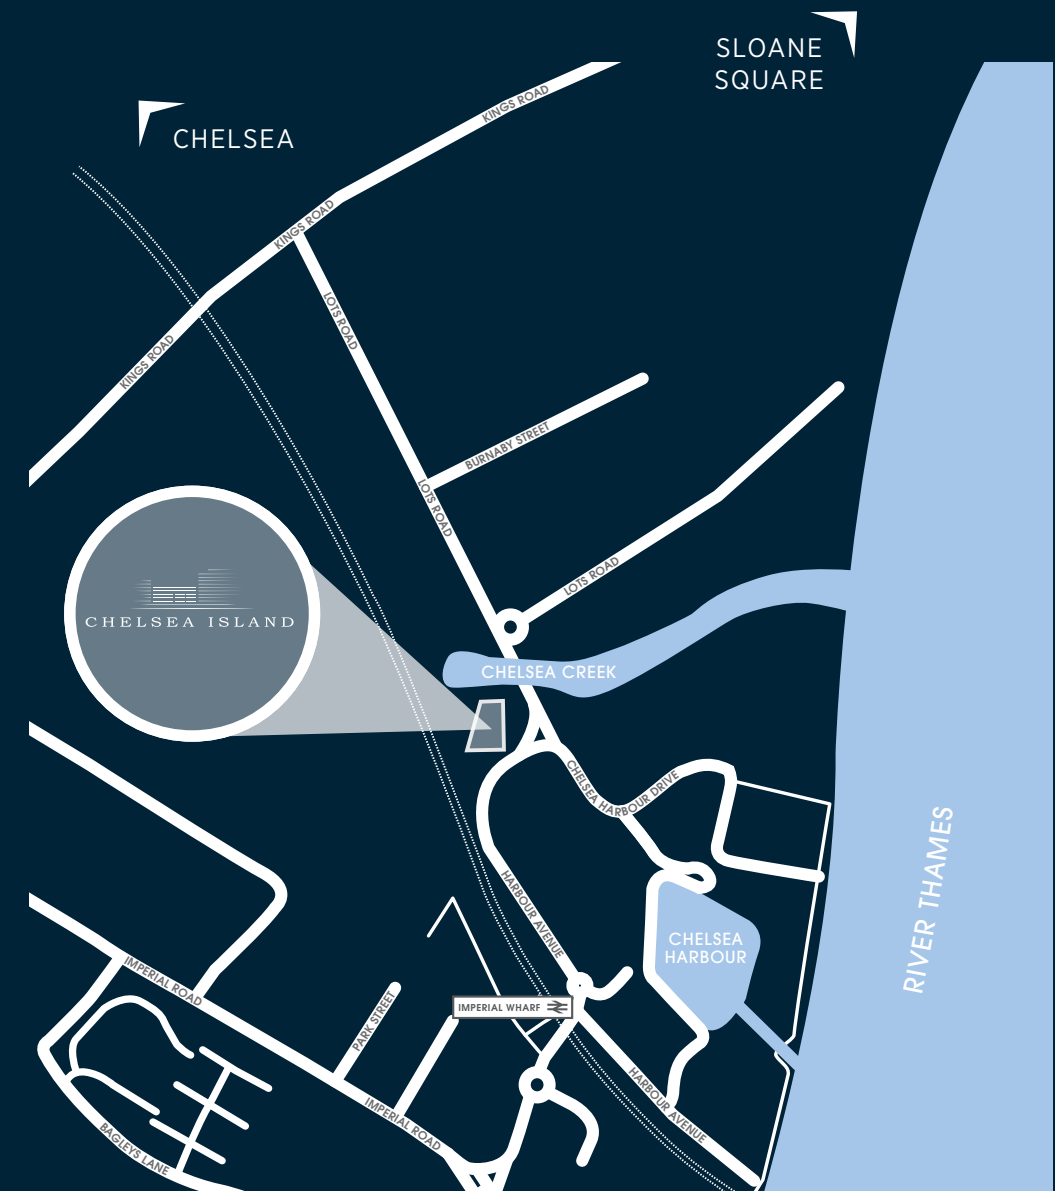 SLOANE
SQUARE
CHELSEA
KINGS ROAD
KINGS ROAD
KINGS ROAD
LOTS ROAD
BURNABY STREET
LOTS ROAD
LOTS ROAD
CHELSEA ISLAND
CHELSEA CREEK
CHELSEA HARBOUR DRIVE
RIVER THAMES
HARBOUR AVENUE
CHELSEA
HARBOUR
IMPERIAL ROAD
IMPERIAL WHARF
PARK STREET
HARBOUR AVENUE
IMPERIAL ROAD
BAGLEYS LANE